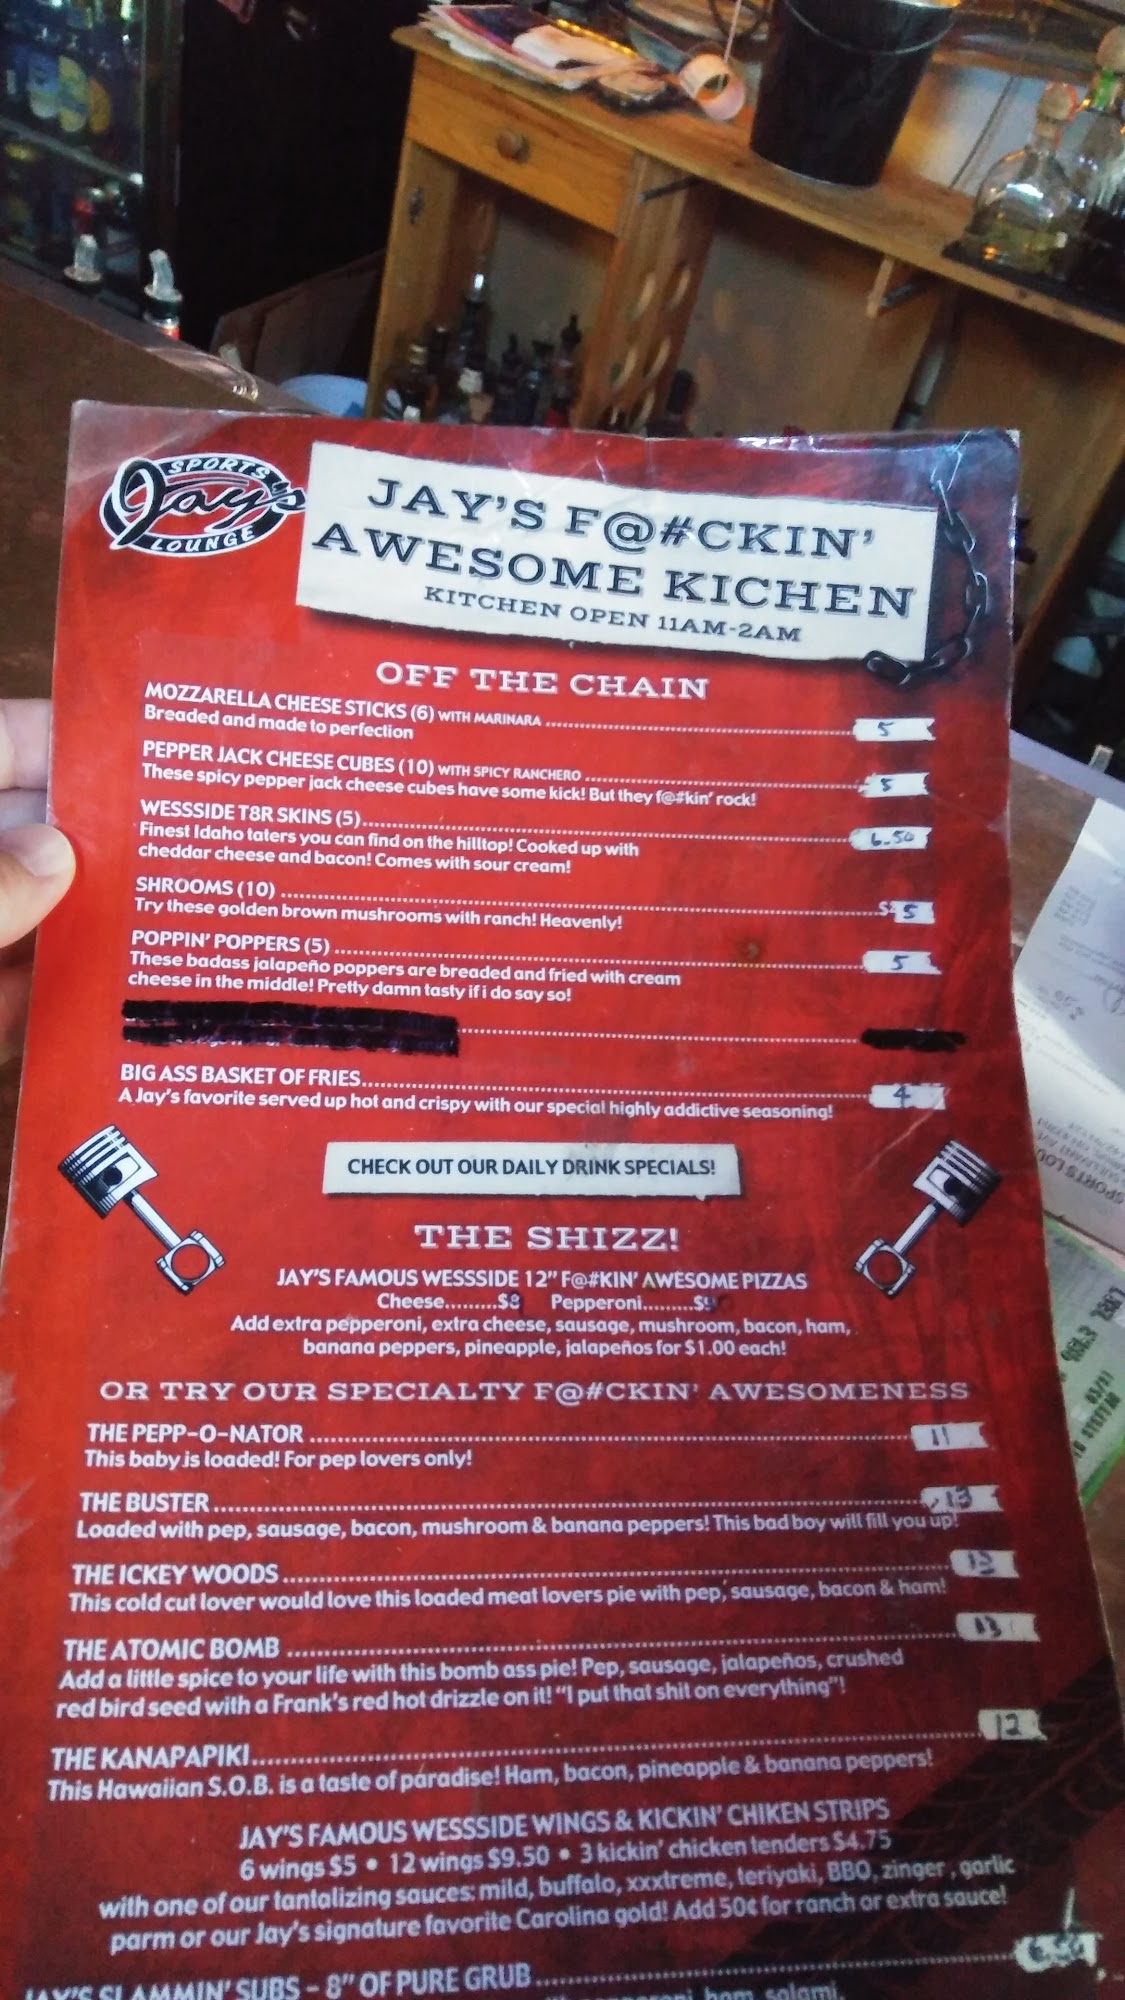 SPORTS
Jay's
LOUNGE
JAY'S F@#CKIN'
AWESOME KICHEN
KITCHEN OPEN 11AM-2AM
OFF THE CHAIN
MOZZARELLA CHEESE STICKS (6) WITH MARINARA 5
Breaded and made to perfection
PEPPER JACK CHEESE CUBES (10) WITH SPICY RANCHERO 5
These spicy pepper jack cheese cubes have some kick! But they f@#kin' rock!
WESSSIDE T8R SKINS (5) 6.50
Finest Idaho taters you can find on the hilltop! Cooked up with
cheddar cheese and bacon! Comes with sour cream!
SHROOMS (10) $5
Try these golden brown mushrooms with ranch! Heavenly!
POPPIN' POPPERS (5) 5
These badass jalapeño poppers are breaded and fried with cream
cheese in the middle! Pretty damn tasty if i do say so!
BIG ASS BASKET OF FRIES 4
A Jay's favorite served up hot and crispy with our special highly addictive seasoning!
CHECK OUT OUR DAILY DRINK SPECIALS!
THE SHIZZ!
JAY'S FAMOUS WESSSIDE 12" F@#KIN' AWESOME PIZZAS
Cheese.........$8 Pepperoni.........$9
Add extra pepperoni, extra cheese, sausage, mushroom, bacon, ham,
banana peppers, pineapple, jalapeños for $1.00 each!
OR TRY OUR SPECIALTY F@#CKIN' AWESOMENESS
THE PEPP-O-NATOR 11
This baby is loaded! For pep lovers only!
THE BUSTER 13
Loaded with pep, sausage, bacon, mushroom & banana peppers! This bad boy will fill you up!
THE ICKEY WOODS 13
This cold cut lover would love this loaded meat lovers pie with pep, sausage, bacon & ham!
THE ATOMIC BOMB 13
Add a little spice to your life with this bomb ass pie! Pep, sausage, jalapeños, crushed
red bird seed with a Frank's red hot drizzle on it! "I put that shit on everything"!
THE KANAPAPIKI 12
This Hawaiian S.O.B. is a taste of paradise! Ham, bacon, pineapple & banana peppers!
JAY'S FAMOUS WESSSIDE WINGS & KICKIN' CHIKEN STRIPS
6 wings $5 • 12 wings $9.50 • 3 kickin' chicken tenders $4.75
with one of our tantalizing sauces: mild, buffalo, xxxtreme, teriyaki, BBQ, zinger, garlic
parm or our Jay's signature favorite Carolina gold! Add 50¢ for ranch or extra sauce!
JAY'S SLAMMIN' SUBS – 8" OF PURE GRUB
pepperoni, ham, salami,